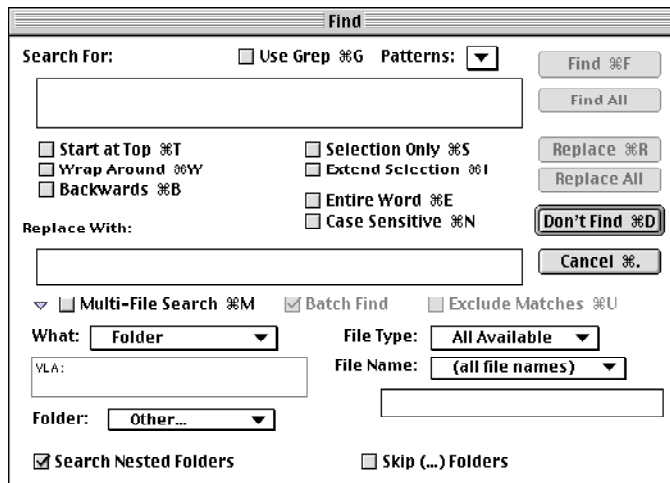 Find
Search For:
Use Grep ⌘G
Patterns:
Find ⌘F
Find All
Start at Top ⌘T
Selection Only ⌘S
Replace ⌘R
Wrap Around ⌘W
Extend Selection ⌘I
Replace All
Backwards ⌘B
Entire Word ⌘E
Case Sensitive ⌘N
Don't Find ⌘D
Replace With:
Cancel ⌘.
Multi-File Search ⌘M
Batch Find
Exclude Matches ⌘U
What: Folder
File Type: All Available
VLA:
File Name: (all file names)
Folder: Other...
Search Nested Folders
Skip (...) Folders